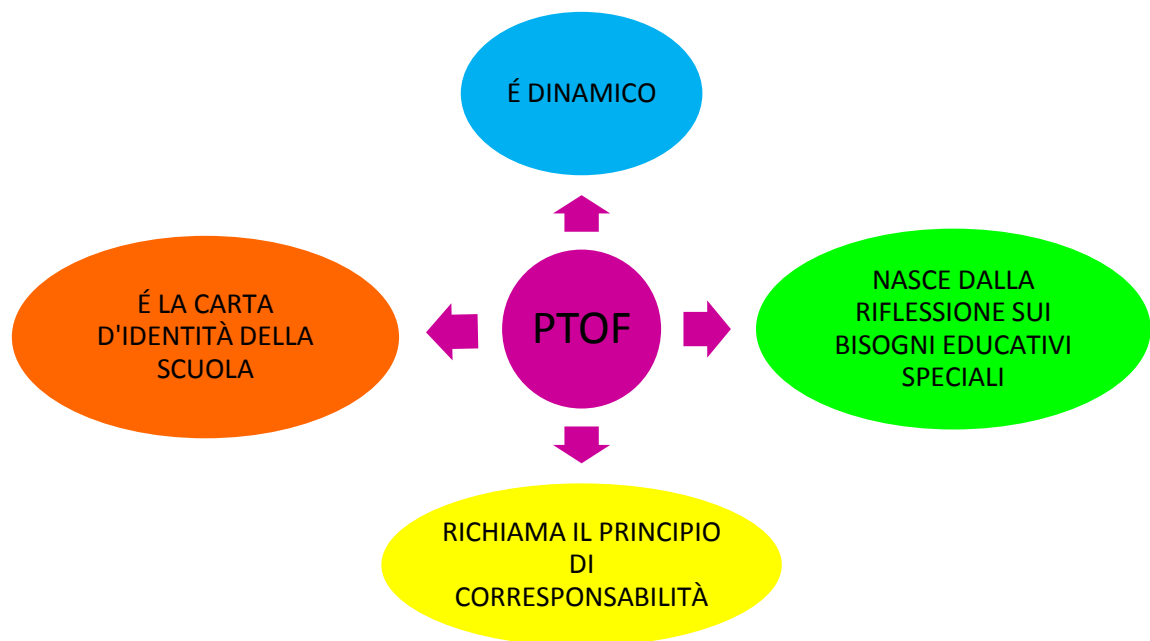 É DINAMICO
É LA CARTA
D'IDENTITÀ DELLA
SCUOLA
PTOF
NASCE DALLA
RIFLESSIONE SUI
BISOGNI EDUCATIVI
SPECIALI
RICHIAMA IL PRINCIPIO
DI
CORRESPONSABILITÀ